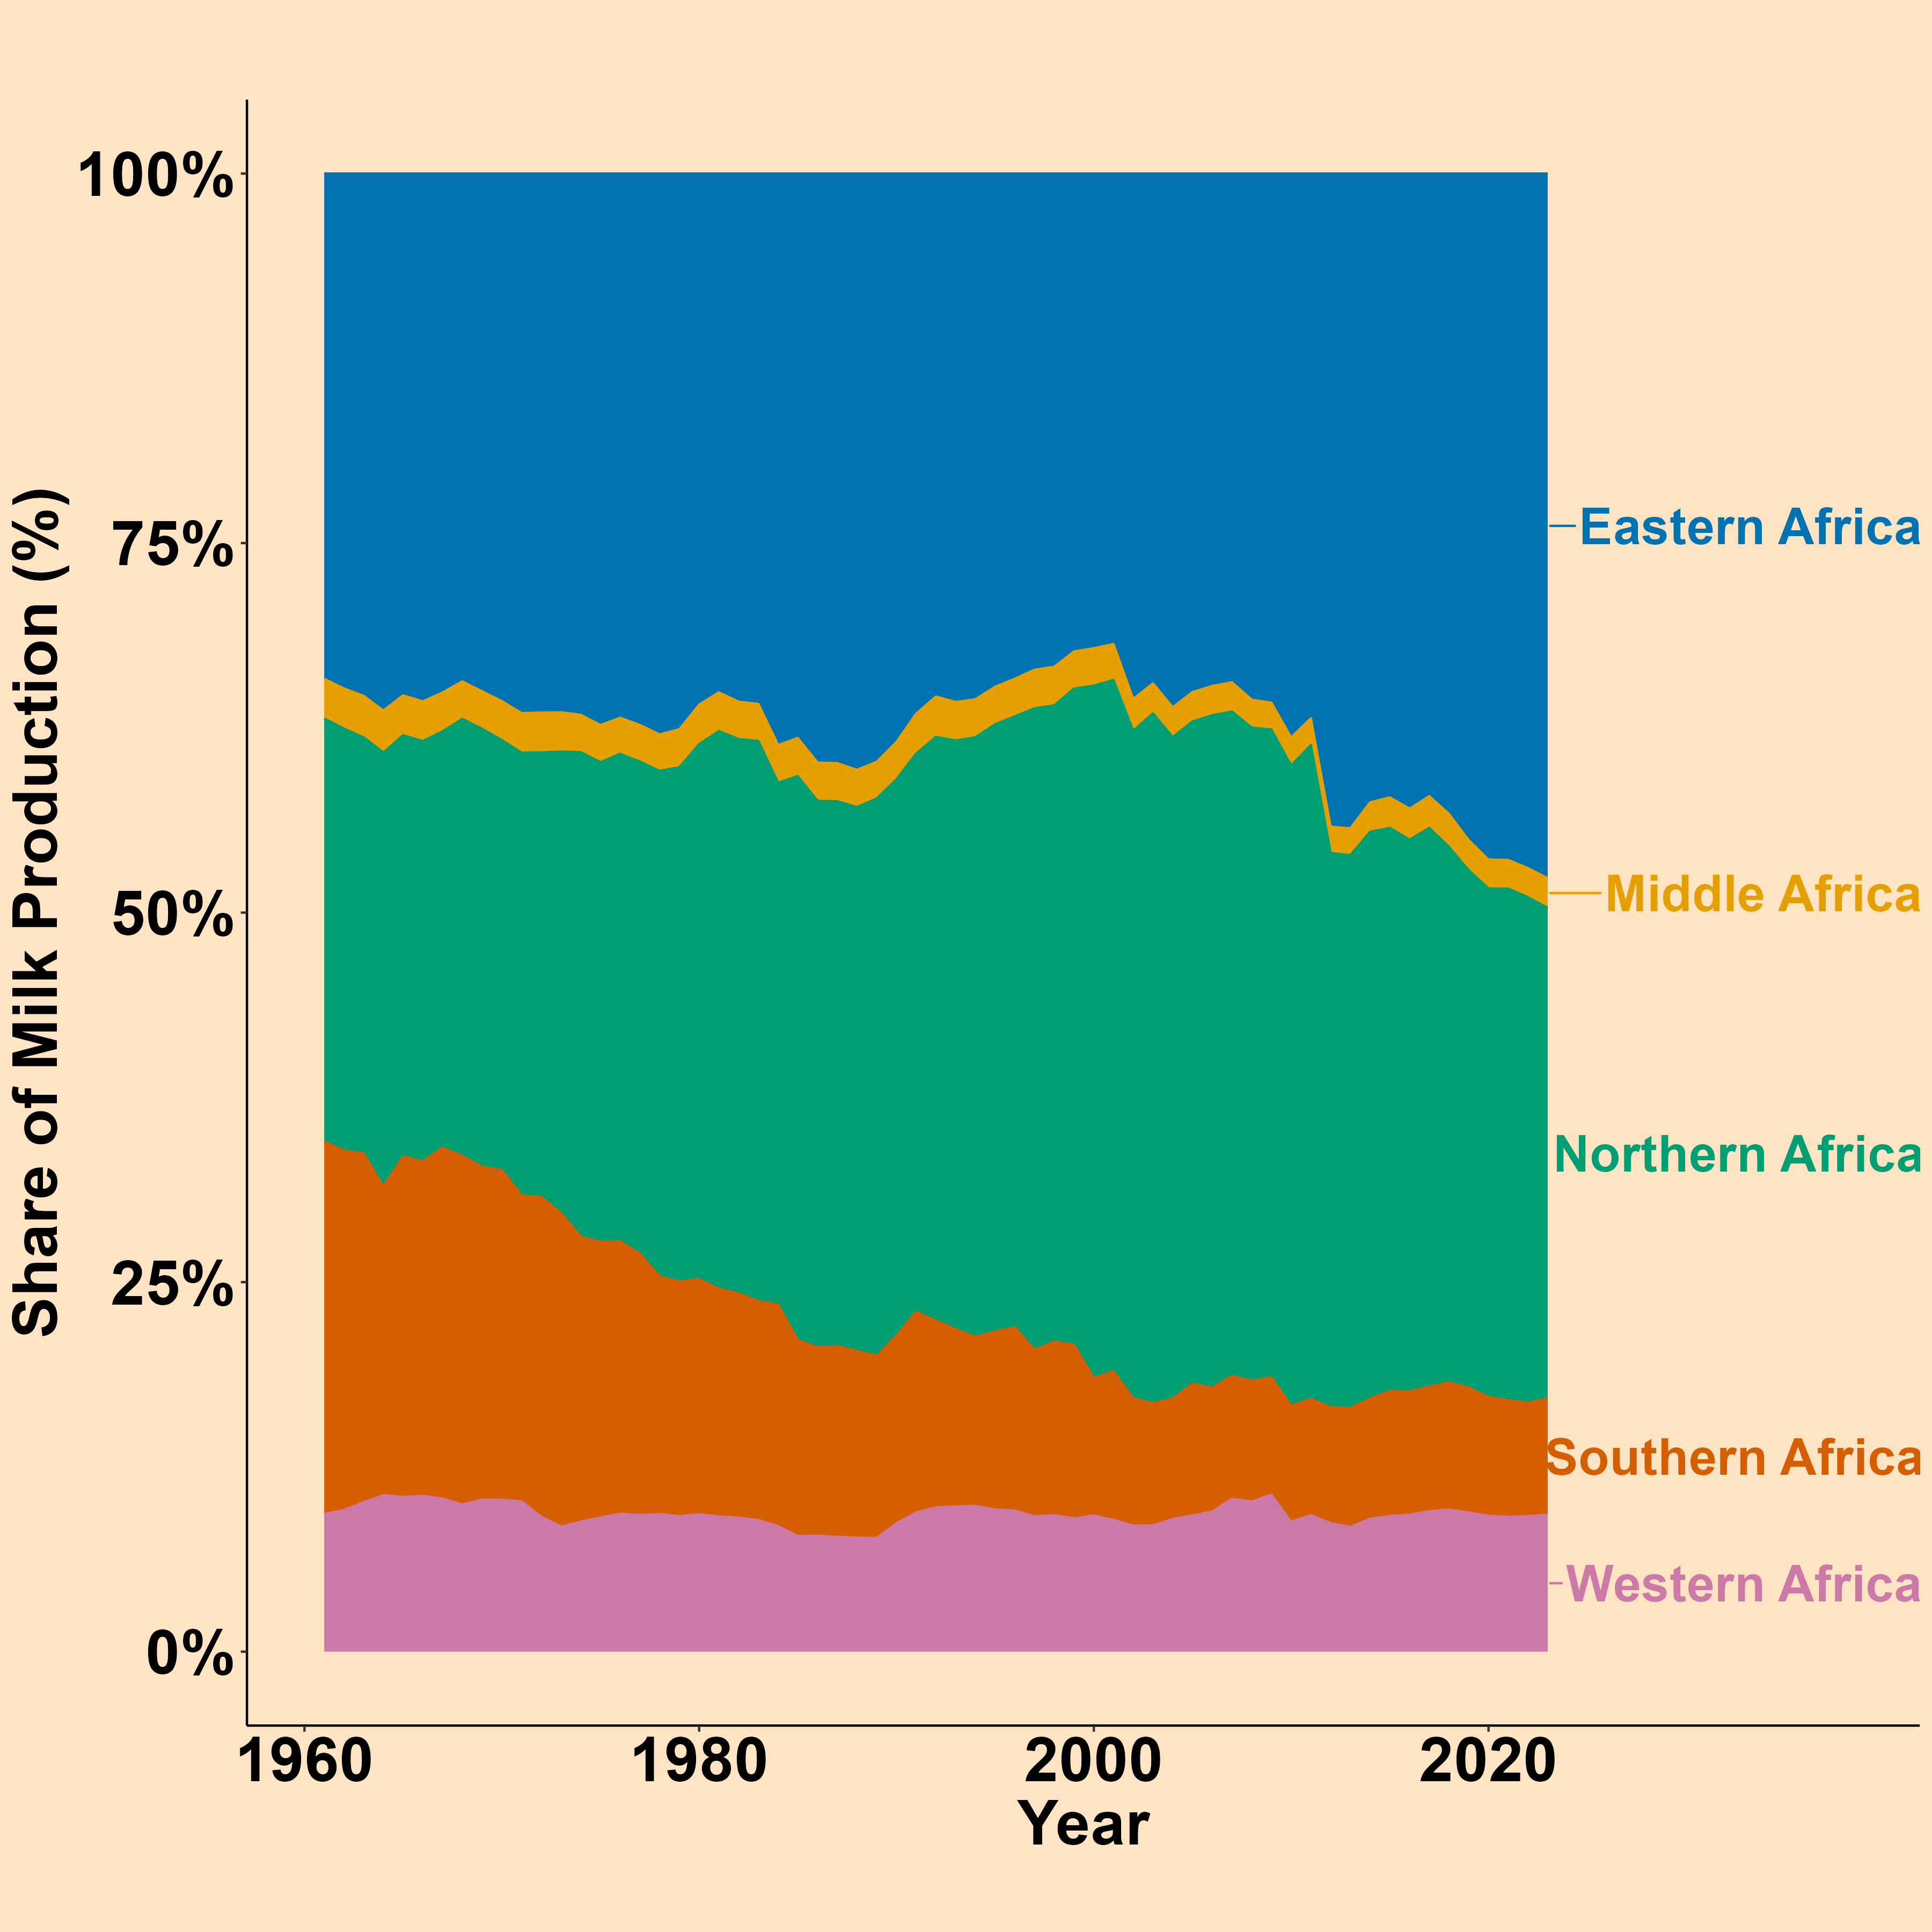 Share of Milk Production (%)
100%
75%
50%
25%
0%
1960
1980
2000
2020
Year
Eastern Africa
Middle Africa
Northern Africa
Southern Africa
Western Africa